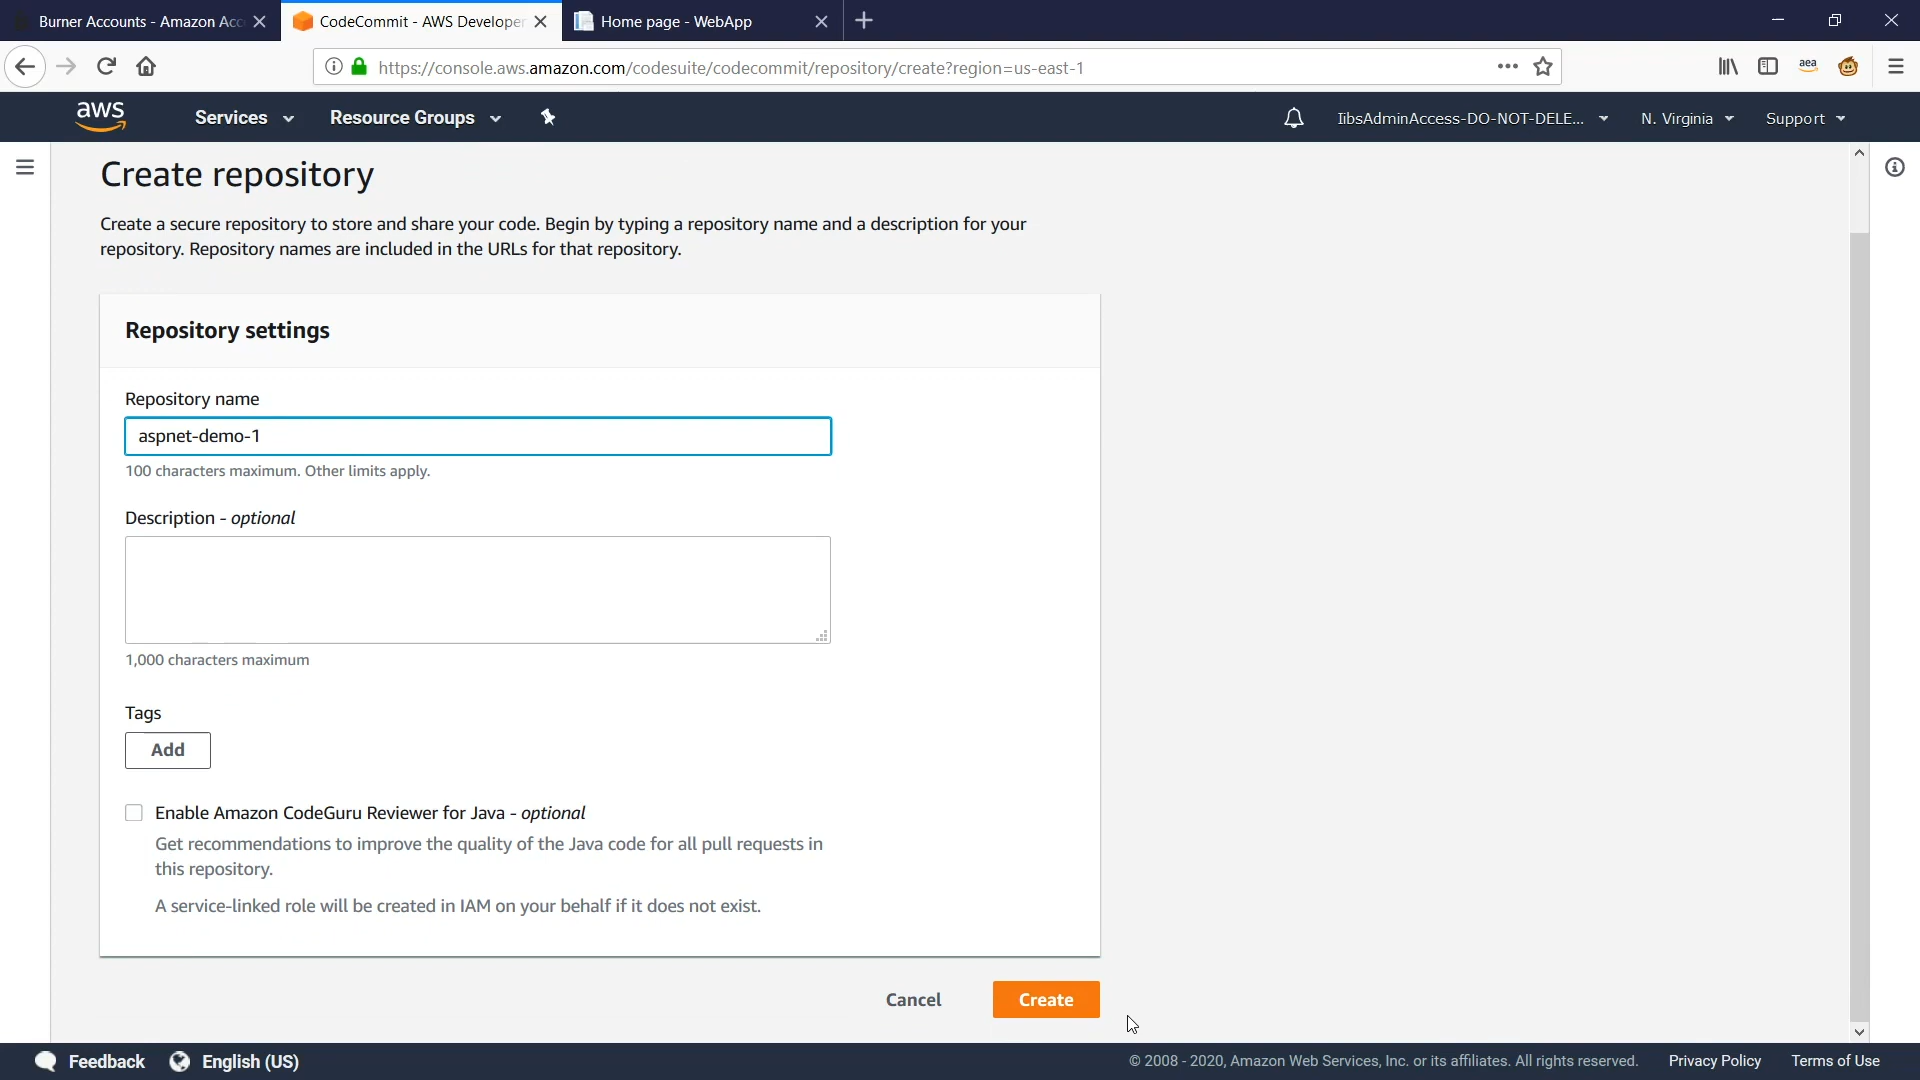 Burner Accounts - Amazon Acc
CodeCommit - AWS Developer
Home page - WebApp
https://console.aws.amazon.com/codesuite/codecommit/repository/create?region=us-east-1
aea
aws
Services
Resource Groups
IibsAdminAccess-DO-NOT-DELE...
N. Virginia
Support
Create repository
Create a secure repository to store and share your code. Begin by typing a repository name and a description for your
repository. Repository names are included in the URLs for that repository.
Repository settings
Repository name
aspnet-demo-1
100 characters maximum. Other limits apply.
Description - optional
1,000 characters maximum
Tags
Add
Enable Amazon CodeGuru Reviewer for Java - optional
Get recommendations to improve the quality of the Java code for all pull requests in
this repository.
A service-linked role will be created in IAM on your behalf if it does not exist.
Cancel
Create
Feedback
English (US)
© 2008 - 2020, Amazon Web Services, Inc. or its affiliates. All rights reserved.
Privacy Policy
Terms of Use